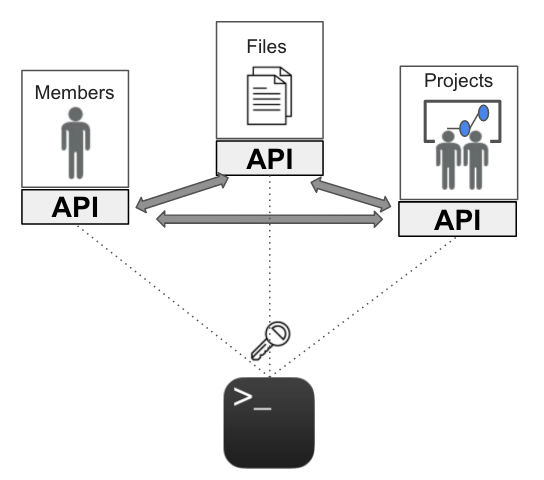 Files
Members
Projects
API
API
API
>_